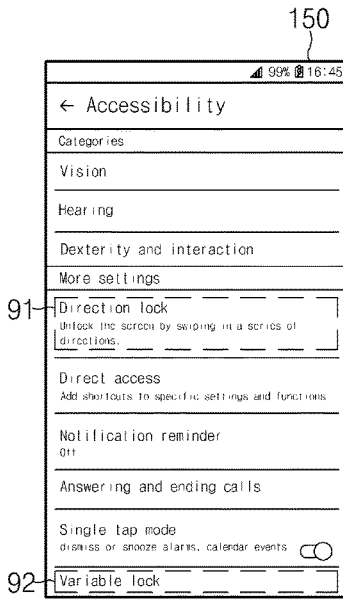 150
99% 16:45
← Accessibility
Categories
Vision
Hearing
Dexterity and interaction
More settings
91
Direction lock
Unlock the screen by swiping in a series of
directions.
Direct access
Add shortcuts to specific settings and functions
Notification reminder
Off
Answering and ending calls
Single tap mode
dismiss or snooze alarms, calendar events
92
Variable lock